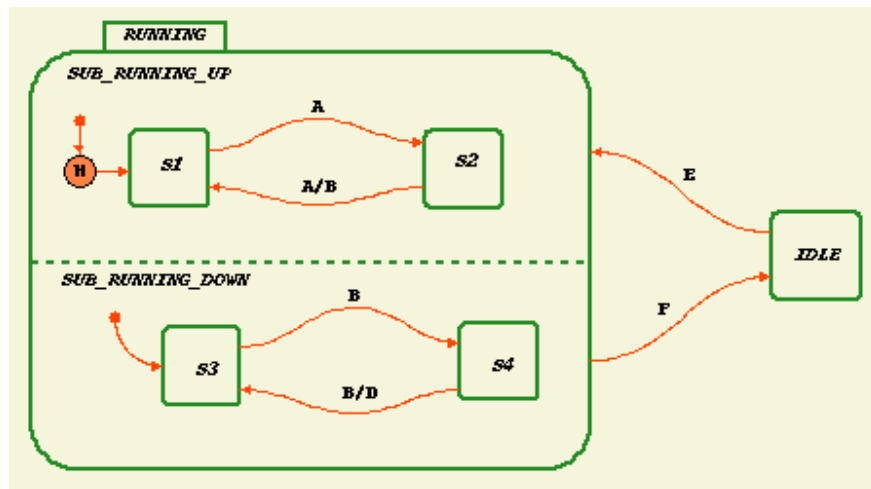 RUNNING
SUB_RUNNING_UP
A
H
S1
S2
A/B
E
IDLE
SUB_RUNNING_DOWN
B
F
S3
S4
B/D